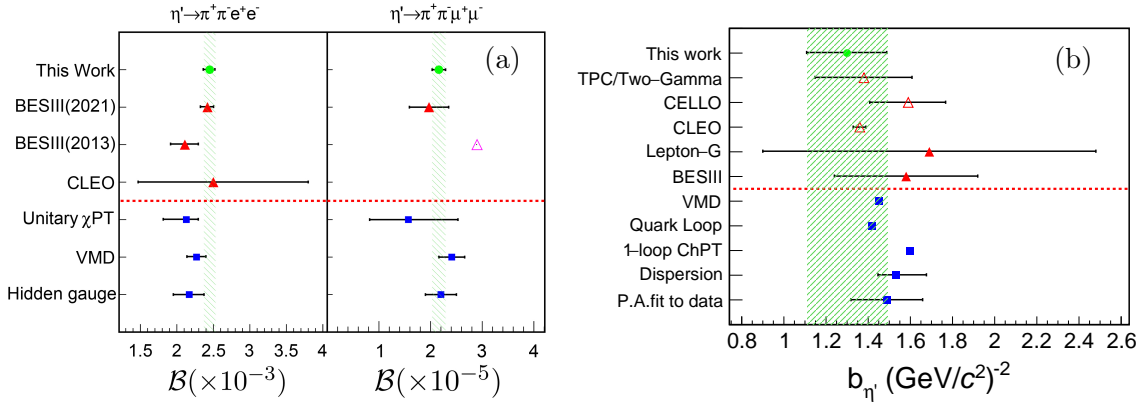 η'→π⁺π⁻e⁺e⁻
η'→π⁺π⁻μ⁺μ⁻
(a)
This Work
BESIII(2021)
BESIII(2013)
CLEO
Unitary χPT
VMD
Hidden gauge
1.5 2 2.5 3 3.5 4
1 2 3 4
B(×10⁻³)
B(×10⁻⁵)
(b)
This work
TPC/Two–Gamma
CELLO
CLEO
Lepton–G
BESIII
VMD
Quark Loop
1–loop ChPT
Dispersion
P.A.fit to data
0.8 1 1.2 1.4 1.6 1.8 2 2.2 2.4 2.6
b_η' (GeV/c²)⁻²